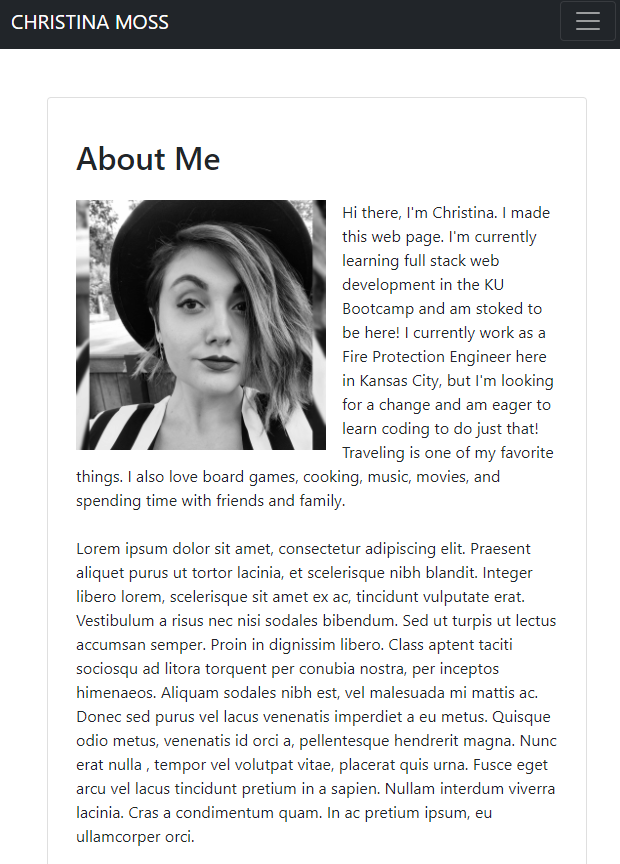 CHRISTINA MOSS
About Me
Hi there, I'm Christina. I made
this web page. I'm currently
learning full stack web
development in the KU
Bootcamp and am stoked to
be here! I currently work as a
Fire Protection Engineer here
in Kansas City, but I'm looking
for a change and am eager to
learn coding to do just that!
Traveling is one of my favorite
things. I also love board games, cooking, music, movies, and
spending time with friends and family.
Lorem ipsum dolor sit amet, consectetur adipiscing elit. Praesent
aliquet purus ut tortor lacinia, et scelerisque nibh blandit. Integer
libero lorem, scelerisque sit amet ex ac, tincidunt vulputate erat.
Vestibulum a risus nec nisi sodales bibendum. Sed ut turpis ut lectus
accumsan semper. Proin in dignissim libero. Class aptent taciti
sociosqu ad litora torquent per conubia nostra, per inceptos
himenaeos. Aliquam sodales nibh est, vel malesuada mi mattis ac.
Donec sed purus vel lacus venenatis imperdiet a eu metus. Quisque
odio metus, venenatis id orci a, pellentesque hendrerit magna. Nunc
erat nulla , tempor vel volutpat vitae, placerat quis urna. Fusce eget
arcu vel lacus tincidunt pretium in a sapien. Nullam interdum viverra
lacinia. Cras a condimentum quam. In ac pretium ipsum, eu
ullamcorper orci.